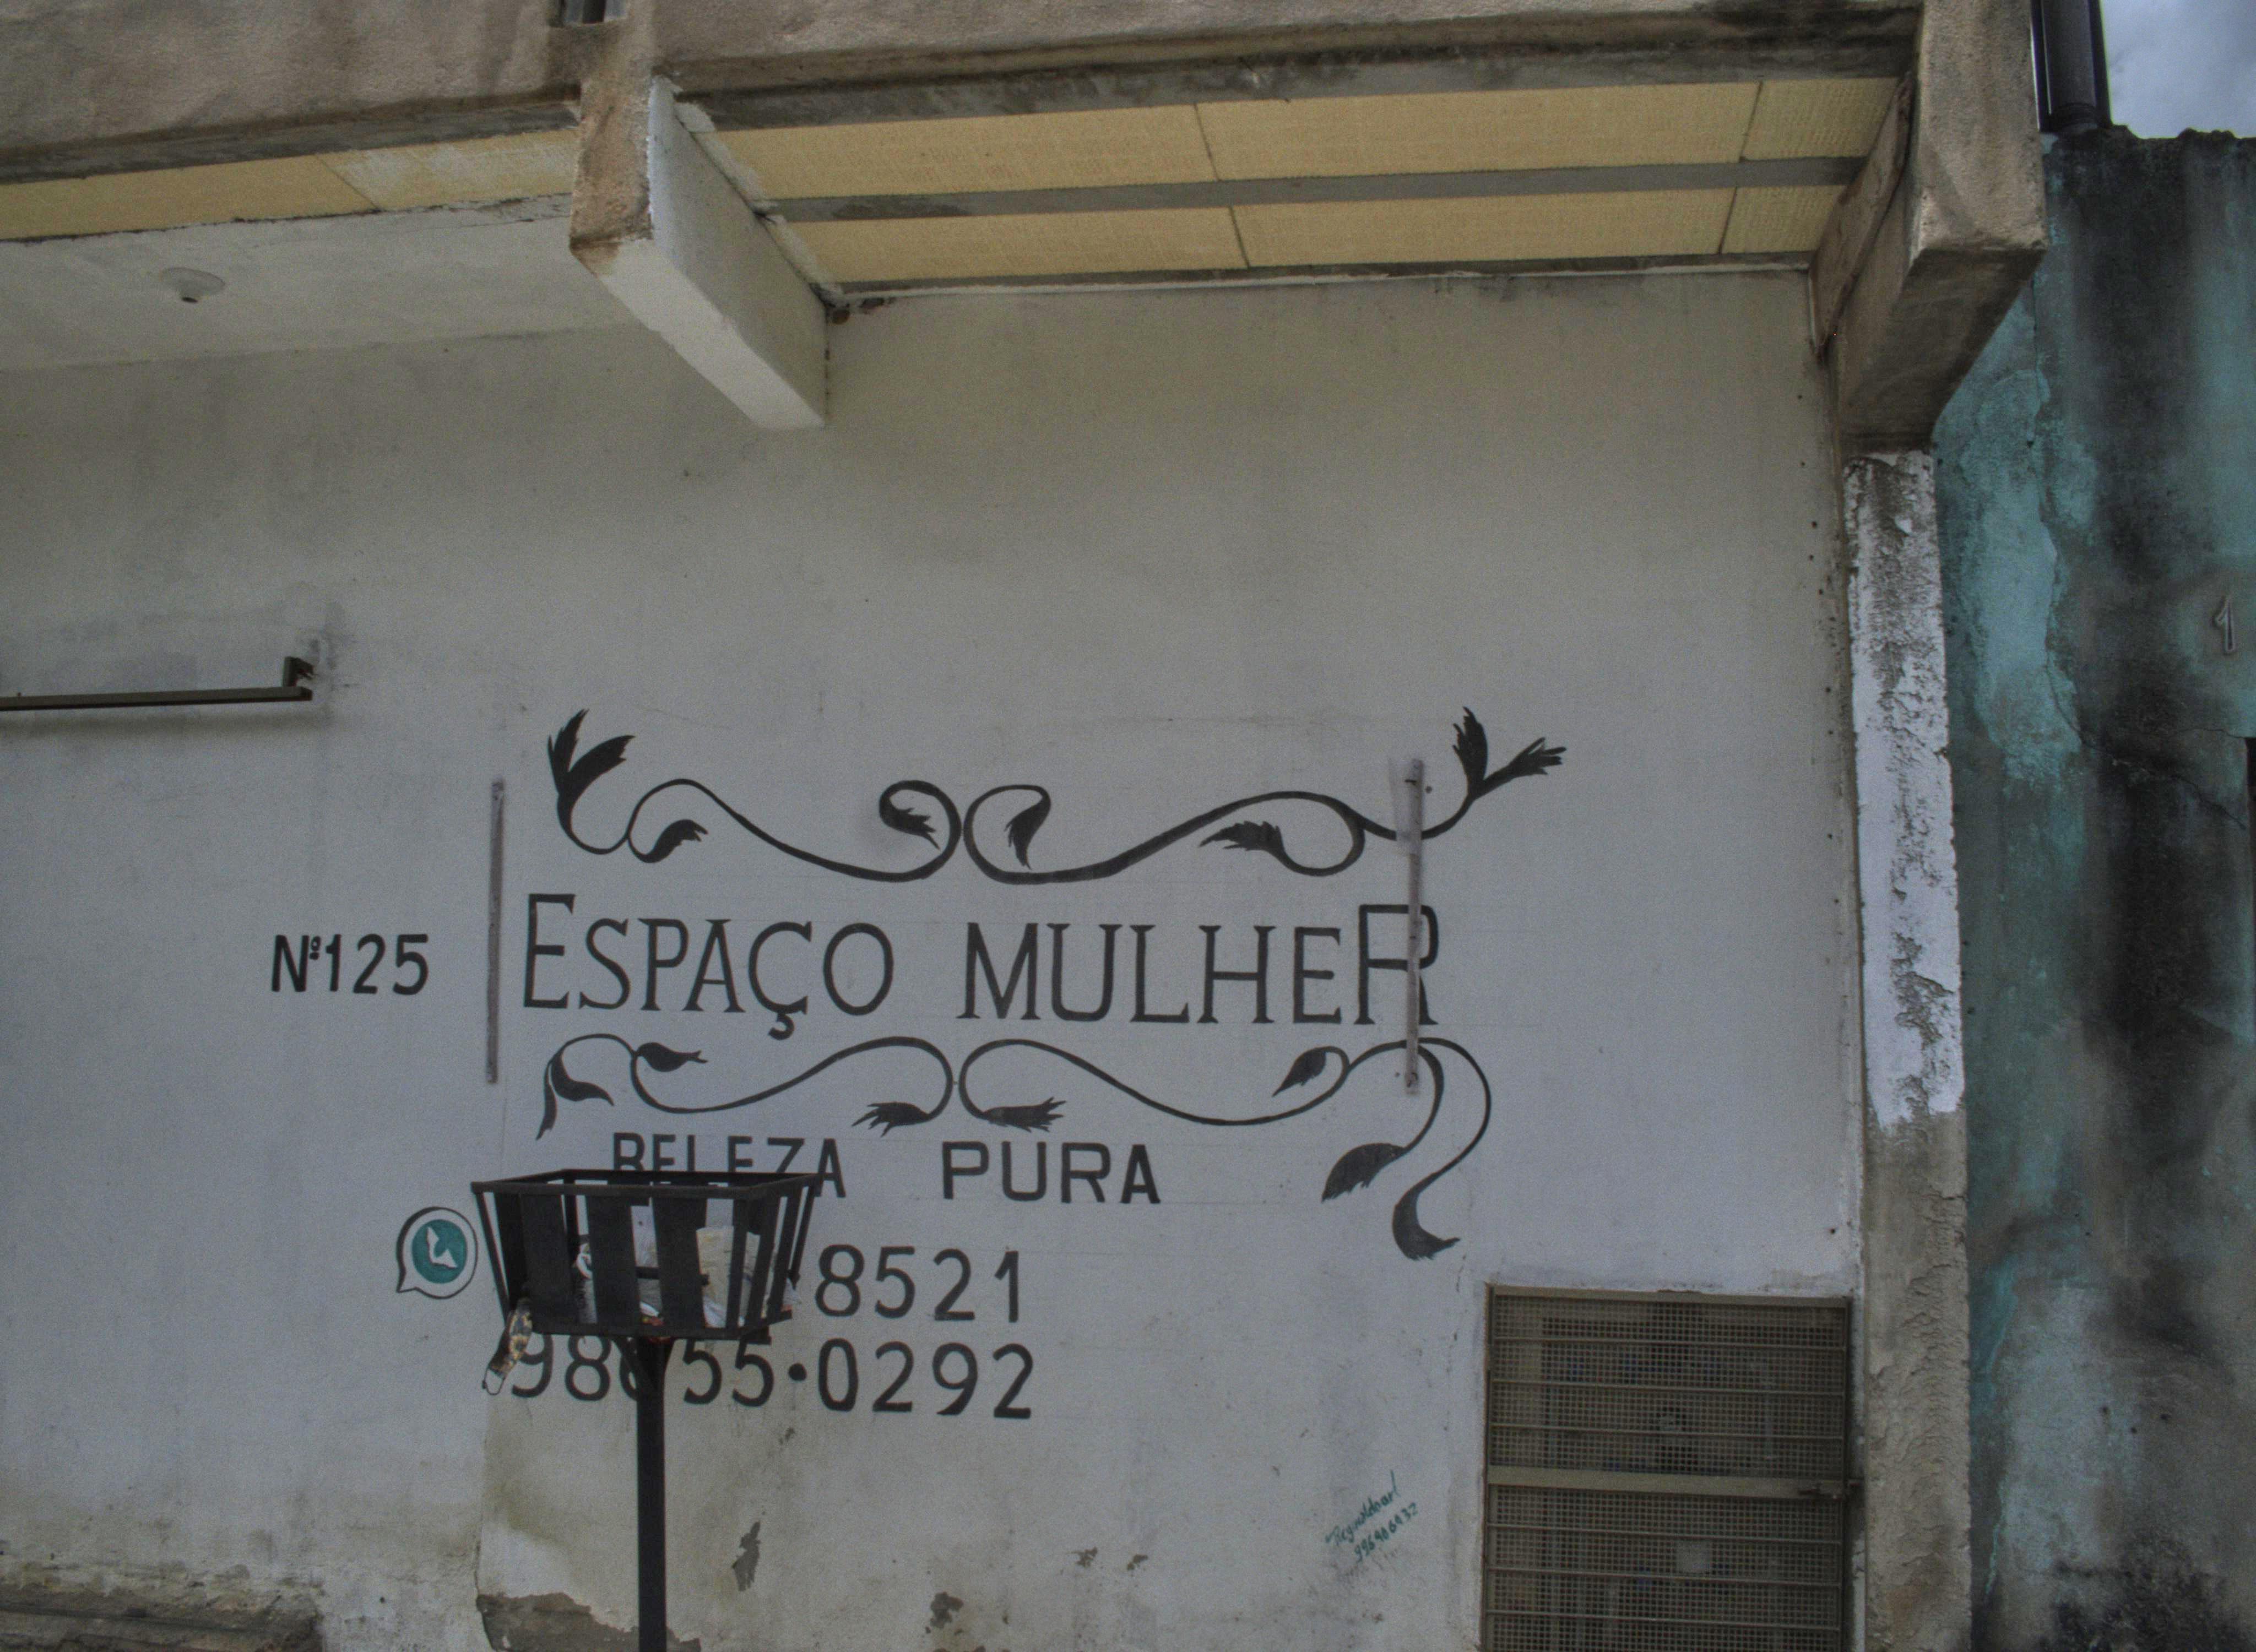 Nº125
ESPAÇO MULHER
BELEZA PURA
8521
0292
1